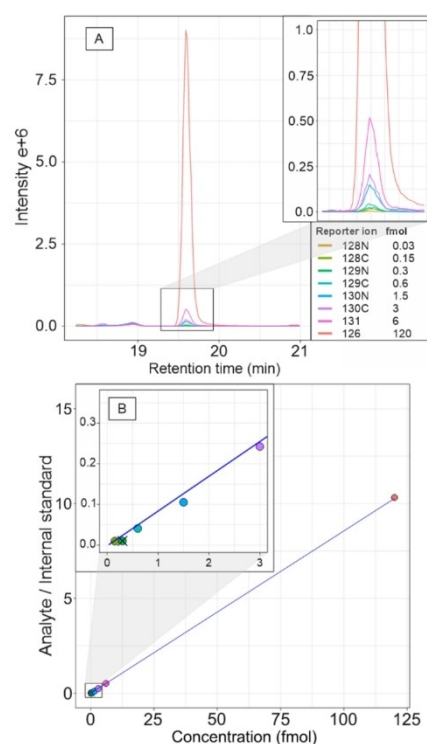 A
Intensity e+6
7.5
5.0
2.5
0.0
1.0
0.75
0.50
0.25
0.00
Reporter ion fmol
128N 0.03
128C 0.15
129N 0.3
129C 0.6
130N 1.5
130C 3
131 6
126 120
19 20 21
Retention time (min)
B
Analyte / Internal standard
15
10
5
0
0.3
0.2
0.1
0.0
0 1 2 3
0 25 50 75 100 125
Concentration (fmol)